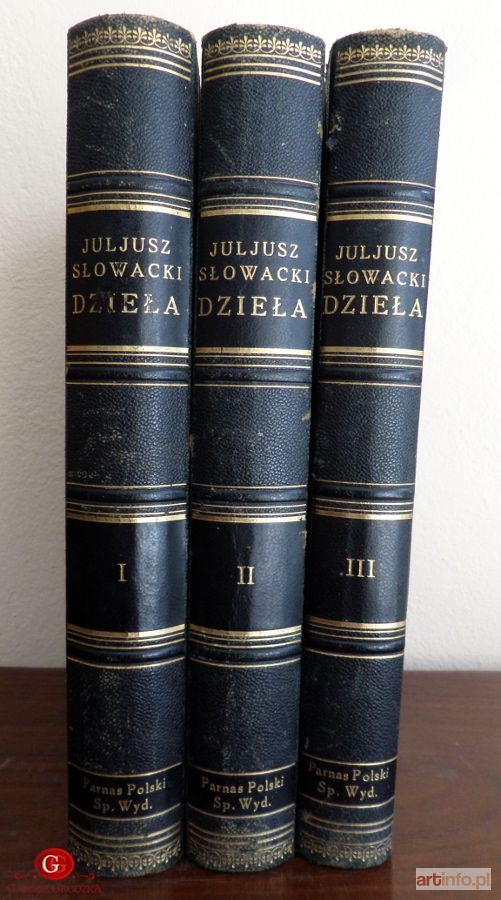 JULJUSZ
SŁOWACKI
DZIEŁA
I
Parnas Polski
Sp. Wyd.
JULJUSZ
SŁOWACKI
DZIEŁA
II
Parnas Polski
Sp. Wyd.
JULJUSZ
SŁOWACKI
DZIEŁA
III
Parnas Polski
Sp. Wyd.
G
artinfo.pl